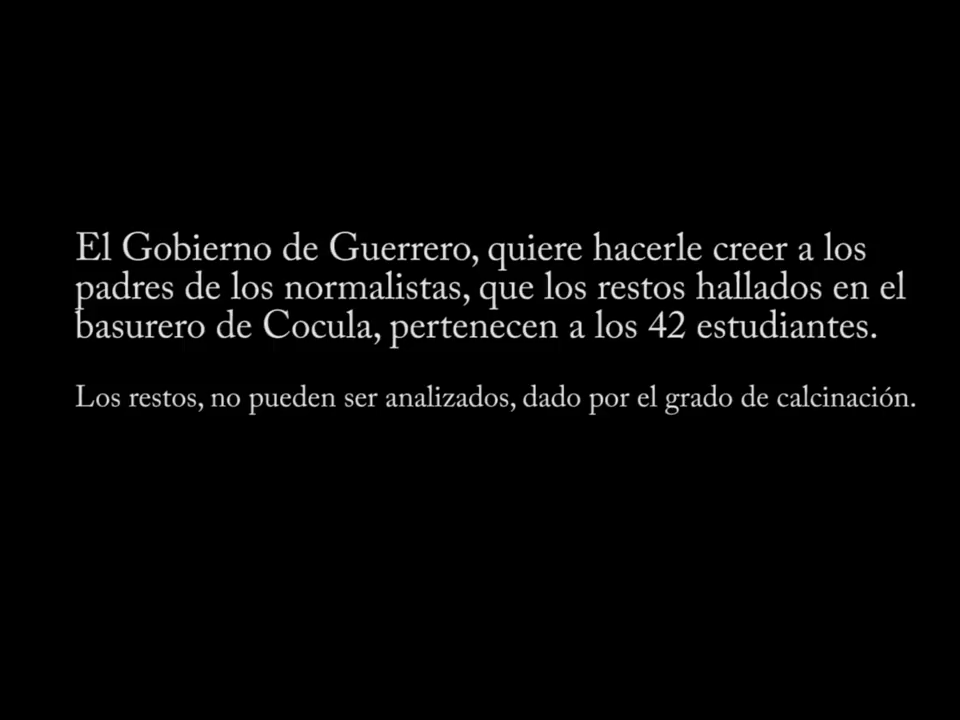 El Gobierno de Guerrero, quiere hacerle creer a los
padres de los normalistas, que los restos hallados en el
basurero de Cocula, pertenecen a los 42 estudiantes.
Los restos, no pueden ser analizados, dado por el grado de calcinación.